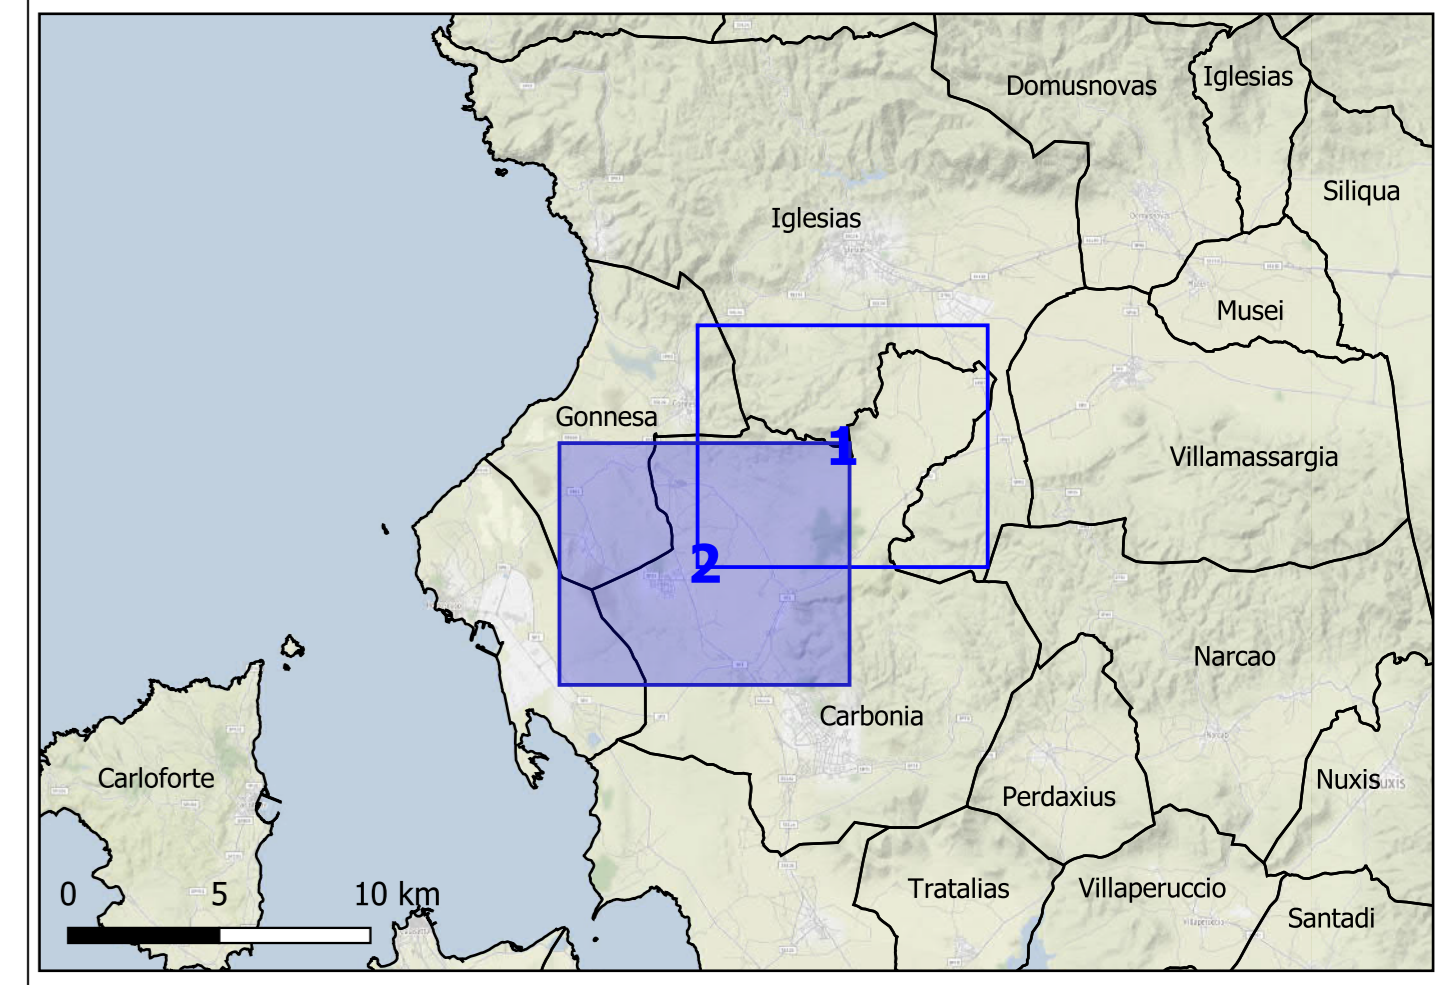 Domusnovas
Iglesias
Siliqua
Iglesias
Musei
Gonnesa
1
Villamassargia
2
Narcao
Carbonia
Carloforte
Perdaxius
Nuxis
Tratalias
Villaperuccio
Santadi
0 5 10 km